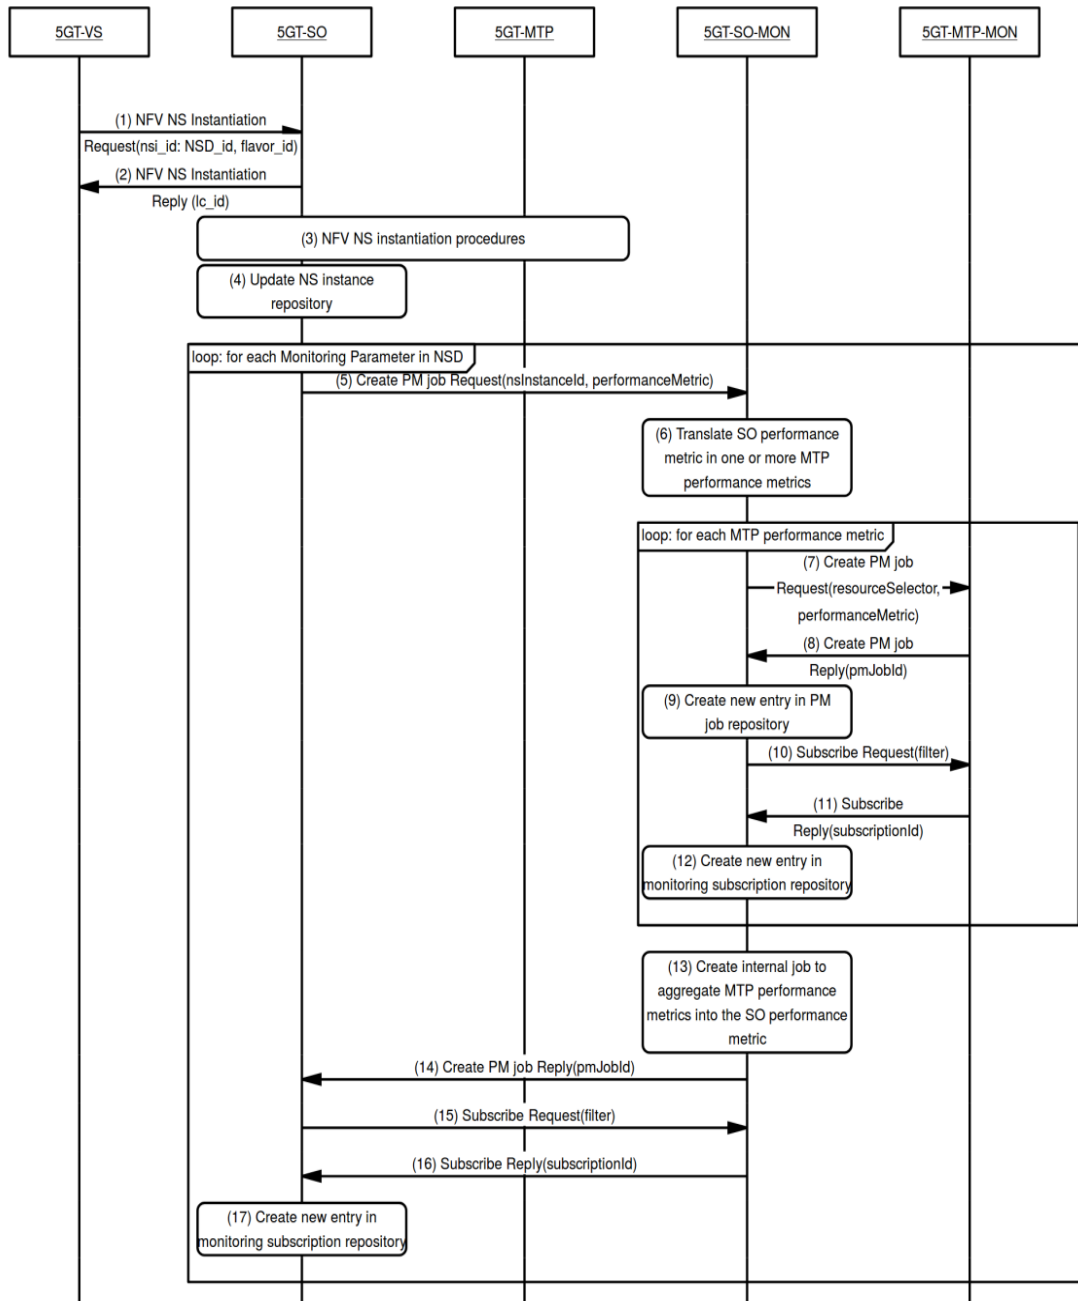 5GT-VS
5GT-SO
5GT-MTP
5GT-SO-MON
5GT-MTP-MON
(1) NFV NS Instantiation
Request(nsi_id: NSD_id, flavor_id)
(2) NFV NS Instantiation
Reply (lc_id)
(3) NFV NS instantiation procedures
(4) Update NS instance
repository
loop: for each Monitoring Parameter in NSD
(5) Create PM job Request(nsInstanceId, performanceMetric)
(6) Translate SO performance
metric in one or more MTP
performance metrics
loop: for each MTP performance metric
(7) Create PM job
Request(resourceSelector,
performanceMetric)
(8) Create PM job
Reply(pmJobId)
(9) Create new entry in PM
job repository
(10) Subscribe Request(filter)
(11) Subscribe
Reply(subscriptionId)
(12) Create new entry in
monitoring subscription repository
(13) Create internal job to
aggregate MTP performance
metrics into the SO performance
metric
(14) Create PM job Reply(pmJobId)
(15) Subscribe Request(filter)
(16) Subscribe Reply(subscriptionId)
(17) Create new entry in
monitoring subscription repository